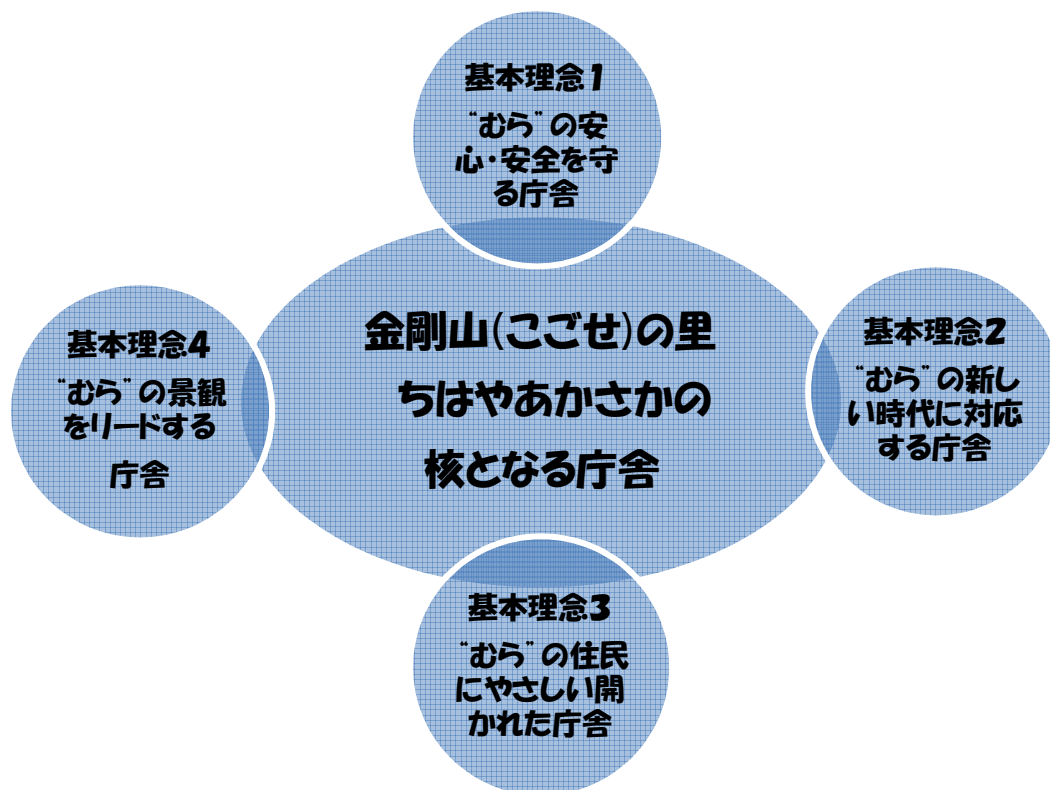 基本理念1
“むら”の安
心・安全を守
る庁舎
金剛山(こごせ)の里
ちはやあかさかの
核となる庁舎
基本理念2
“むら”の新し
い時代に対応
する庁舎
基本理念3
“むら”の住民
にやさしい開
かれた庁舎
基本理念4
“むら”の景観
をリードする
庁舎